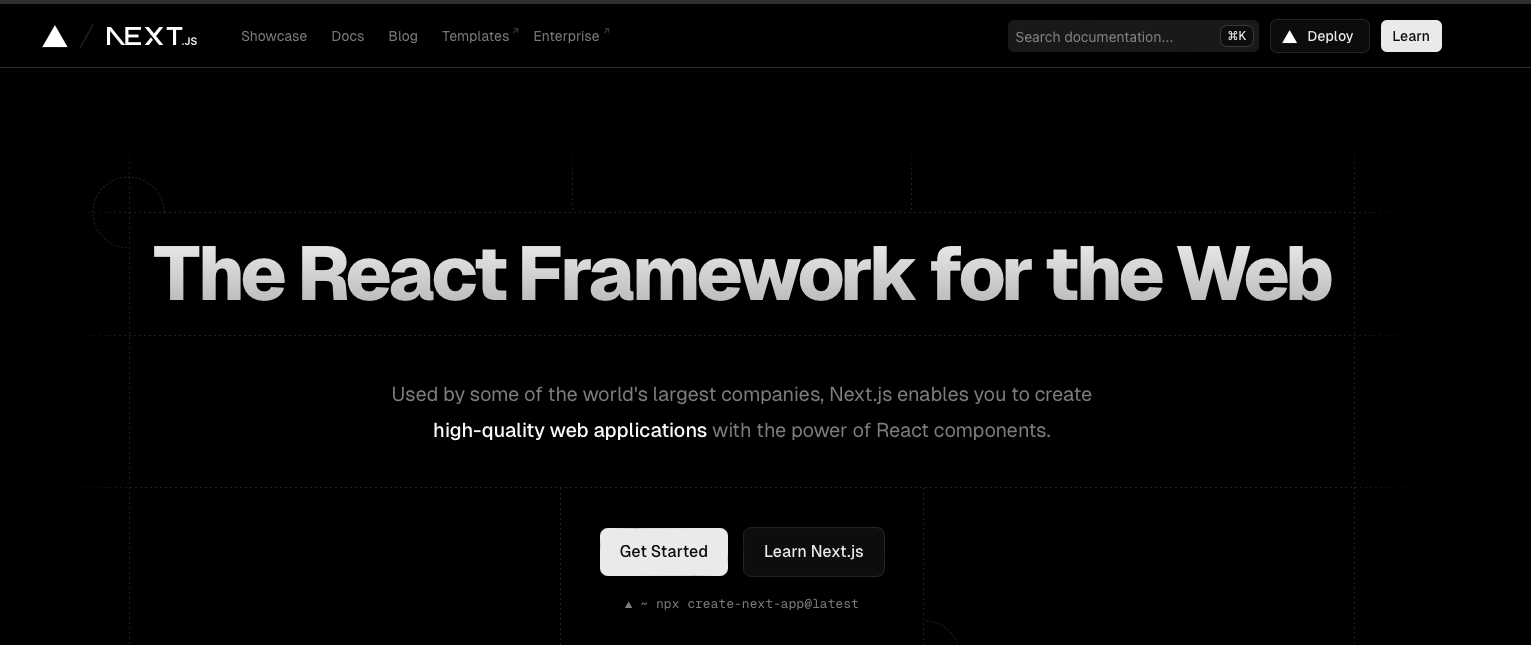 NEXT.JS
Showcase
Docs
Blog
Templates
Enterprise
Search documentation...
⌘K
Deploy
Learn
The React Framework for the Web
Used by some of the world's largest companies, Next.js enables you to create
high-quality web applications with the power of React components.
Get Started
Learn Next.js
▲ ~ npx create-next-app@latest